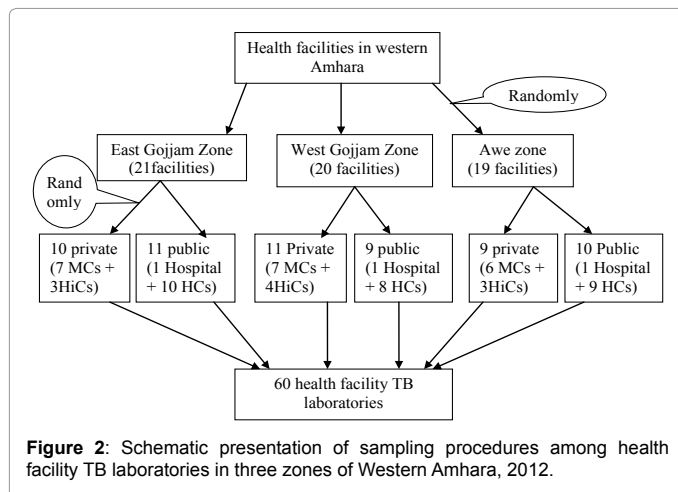 Health facilities in western
Amhara
Randomly
East Gojjam Zone
(21facilities)
West Gojjam Zone
(20 facilities)
Awe zone
(19 facilities)
Rand
omly
10 private
(7 MCs +
3HiCs)
11 public
(1 Hospital
+ 10 HCs)
11 Private
(7 MCs +
4HiCs)
9 public
(1 Hospital
+ 8 HCs)
9 private
(6 MCs +
3HiCs)
10 Public
(1 Hospital
+ 9 HCs)
60 health facility TB
laboratories
Figure 2: Schematic presentation of sampling procedures among health
facility TB laboratories in three zones of Western Amhara, 2012.